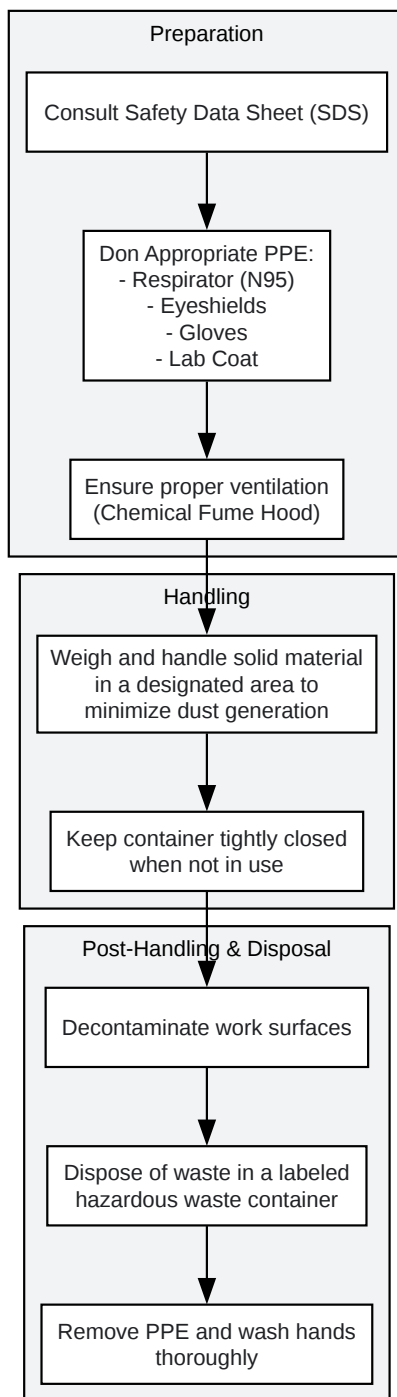 Preparation
Consult Safety Data Sheet (SDS)
Don Appropriate PPE:
- Respirator (N95)
- Eyeshields
- Gloves
- Lab Coat
Ensure proper ventilation
(Chemical Fume Hood)
Handling
Weigh and handle solid material
in a designated area to
minimize dust generation
Keep container tightly closed
when not in use
Post-Handling & Disposal
Decontaminate work surfaces
Dispose of waste in a labeled
hazardous waste container
Remove PPE and wash hands
thoroughly